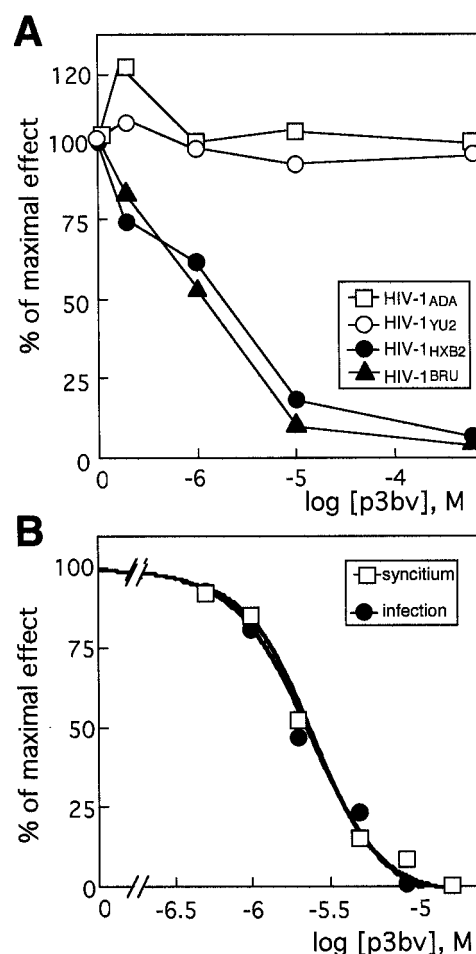 A
% of maximal effect
120
100
75
50
25
0
0
-6
-5
-4
log [p3bv], M
HIV-1ADA
HIV-1YU2
HIV-1HXB2
HIV-1BRU
B
% of maximal effect
100
75
50
25
0
-6.5
-6
-5.5
-5
log [p3bv], M
syncitium
infection